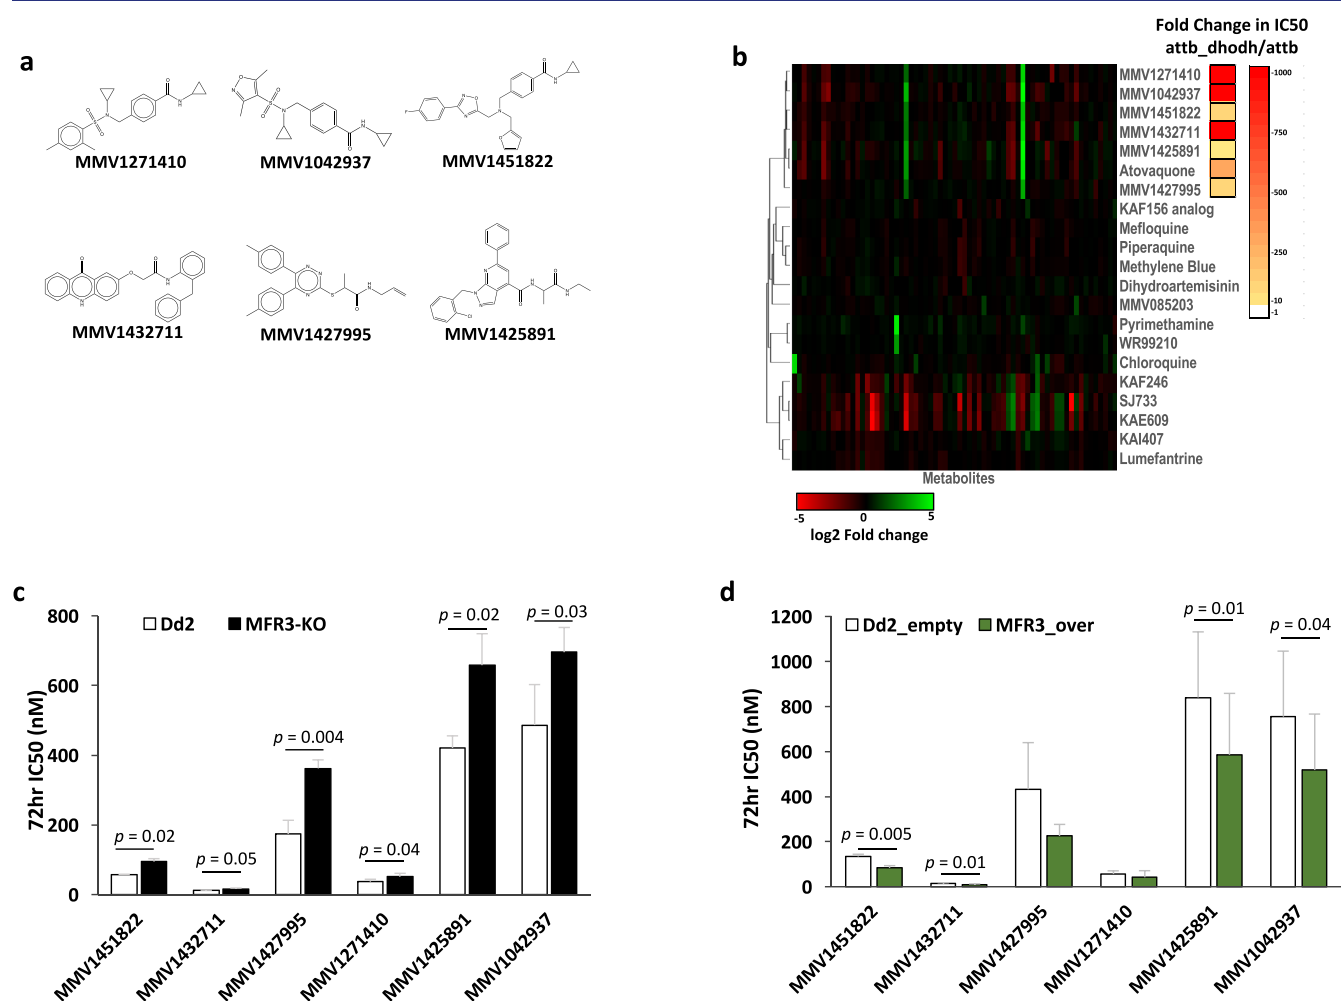 a
MMV1271410
MMV1042937
MMV1451822
MMV1432711
MMV1427995
MMV1425891
b
Fold Change in IC50
attb_dhodh/attb
MMV1271410
MMV1042937
MMV1451822
MMV1432711
MMV1425891
Atovaquone
MMV1427995
KAF156 analog
Mefloquine
Piperaquine
Methylene Blue
Dihydroartemisinin
MMV085203
Pyrimethamine
WR99210
Chloroquine
KAF246
SJ733
KAE609
KAI407
Lumefantrine
-1000
-750
-500
-250
-10
-1
Metabolites
-5 0 5
log2 Fold change
c
72hr IC50 (nM)
800
600
400
200
0
Dd2 MFR3-KO
p = 0.02
p = 0.05
p = 0.004
p = 0.04
p = 0.02
p = 0.03
MMV1451822
MMV1432711
MMV1427995
MMV1271410
MMV1425891
MMV1042937
d
72hr IC50 (nM)
1200
1000
800
600
400
200
0
Dd2_empty MFR3_over
p = 0.005
p = 0.01
p = 0.01
p = 0.04
MMV1451822
MMV1432711
MMV1427995
MMV1271410
MMV1425891
MMV1042937